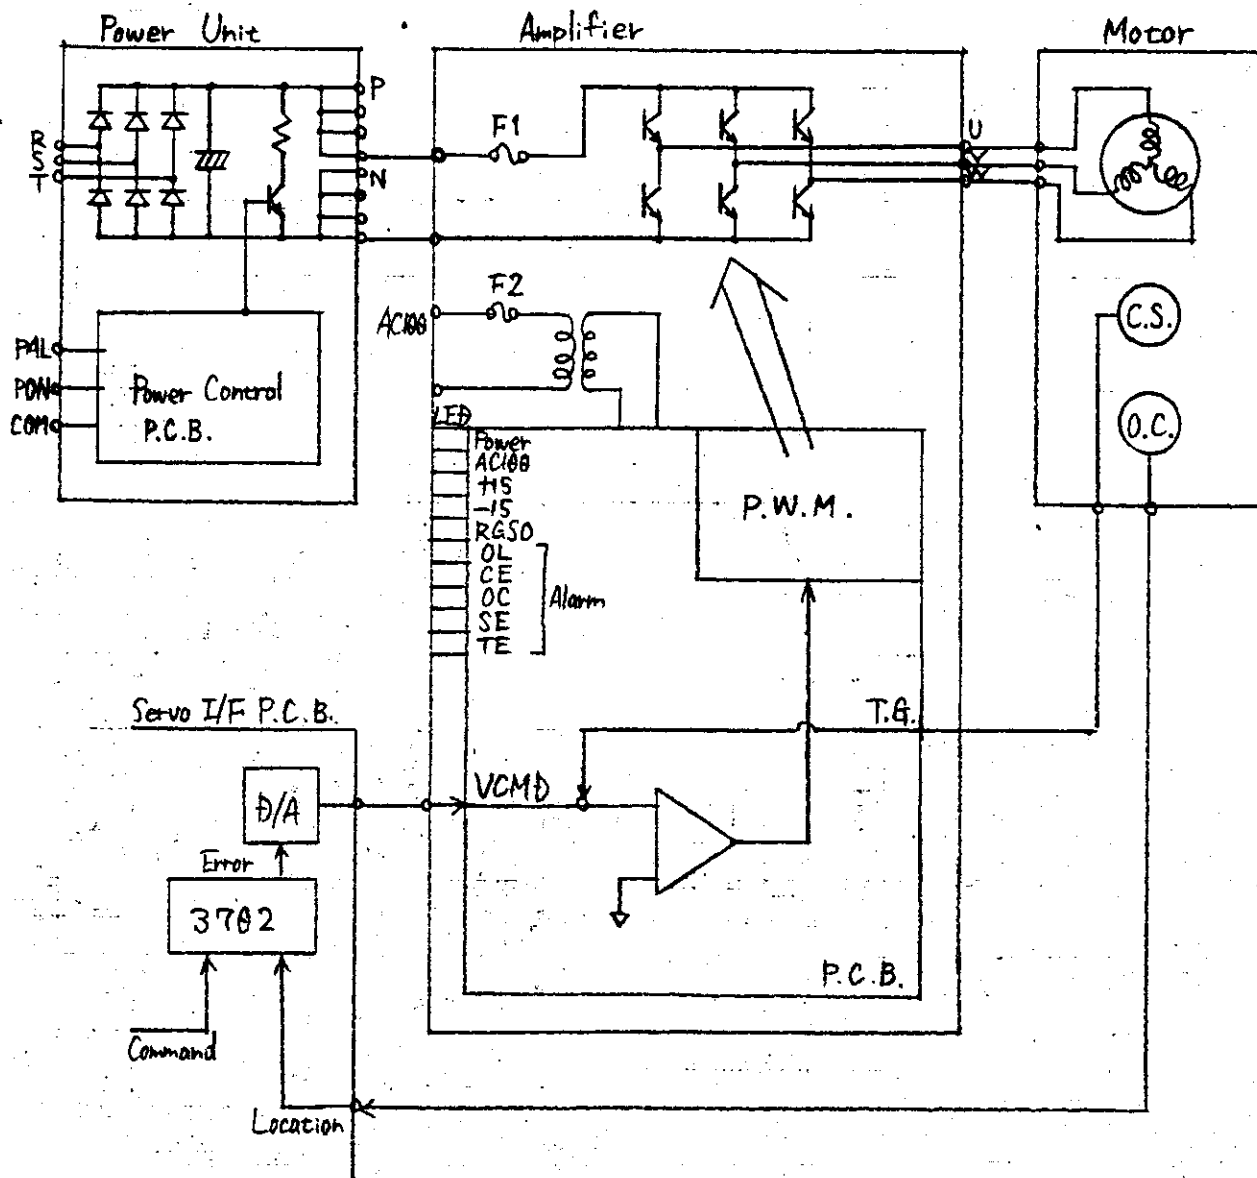 Power Unit
Amplifier
Motor
P
F1
U
R
S
T
N
V
W
F2
AC100
C.S.
PAL
PON
COM
Power Control
P.C.B.
O.C.
LED
Power
AC100
+15
-15
RGSO
OL
CE
OC
SE
TE
Alarm
P.W.M.
Servo I/F P.C.B.
T.G.
D/A
VCMD
Error
3702
P.C.B.
Command
Location